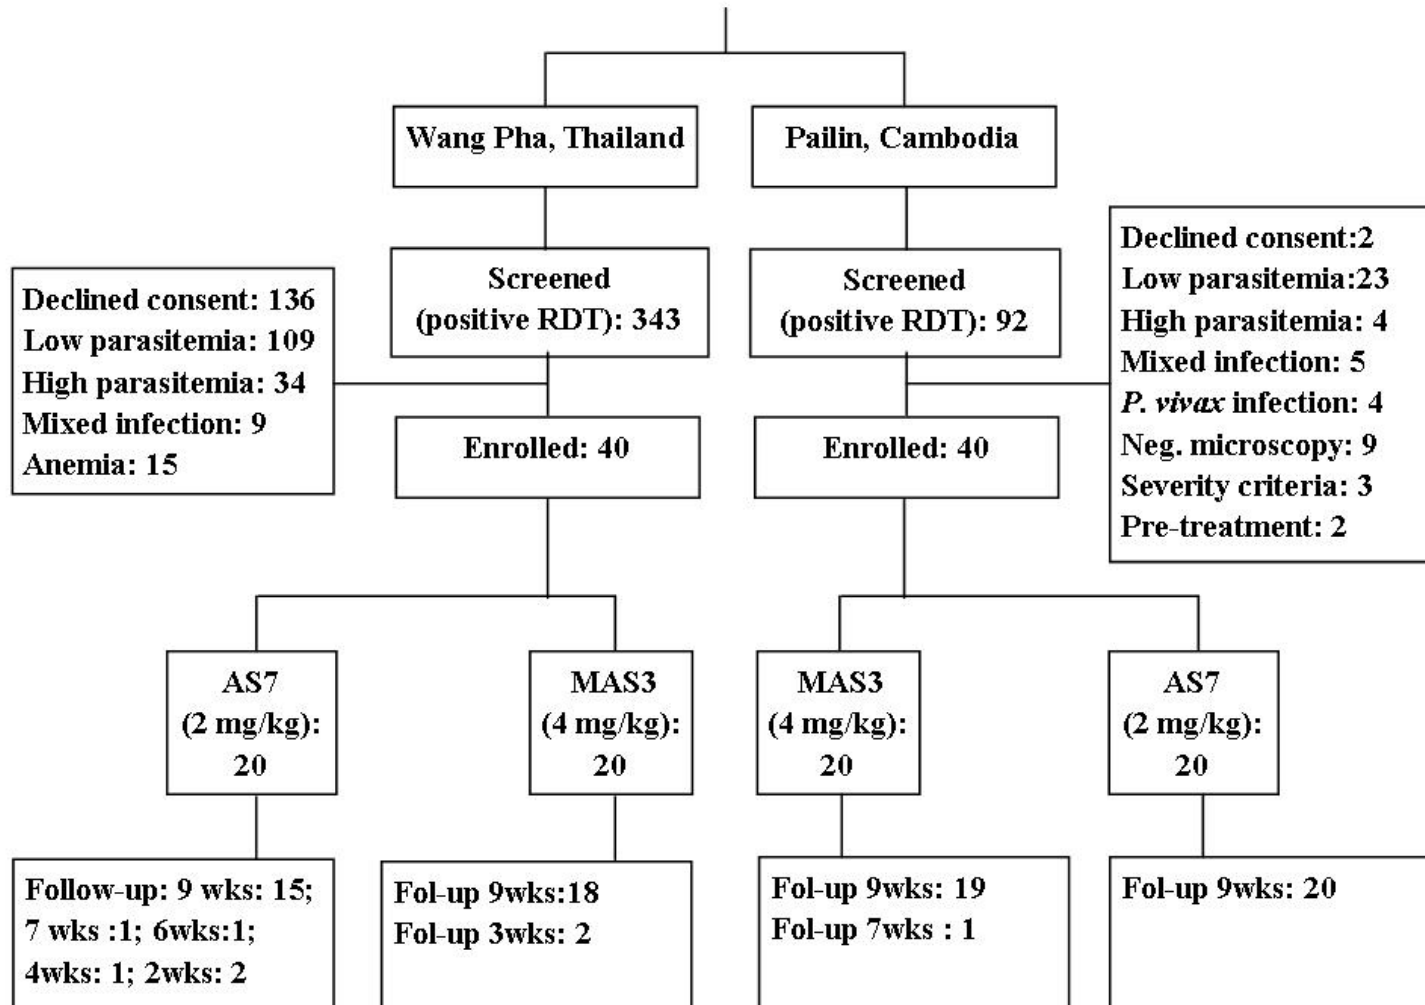 Wang Pha, Thailand
Pailin, Cambodia
Screened
(positive RDT): 343
Screened
(positive RDT): 92
Declined consent: 136
Low parasitemia: 109
High parasitemia: 34
Mixed infection: 9
Anemia: 15
Declined consent:2
Low parasitemia:23
High parasitemia: 4
Mixed infection: 5
P. vivax infection: 4
Neg. microscopy: 9
Severity criteria: 3
Pre-treatment: 2
Enrolled: 40
Enrolled: 40
AS7
(2 mg/kg):
20
MAS3
(4 mg/kg):
20
MAS3
(4 mg/kg):
20
AS7
(2 mg/kg):
20
Follow-up: 9 wks: 15;
7 wks :1; 6wks:1;
4wks: 1; 2wks: 2
Fol-up 9wks:18
Fol-up 3wks: 2
Fol-up 9wks: 19
Fol-up 7wks : 1
Fol-up 9wks: 20